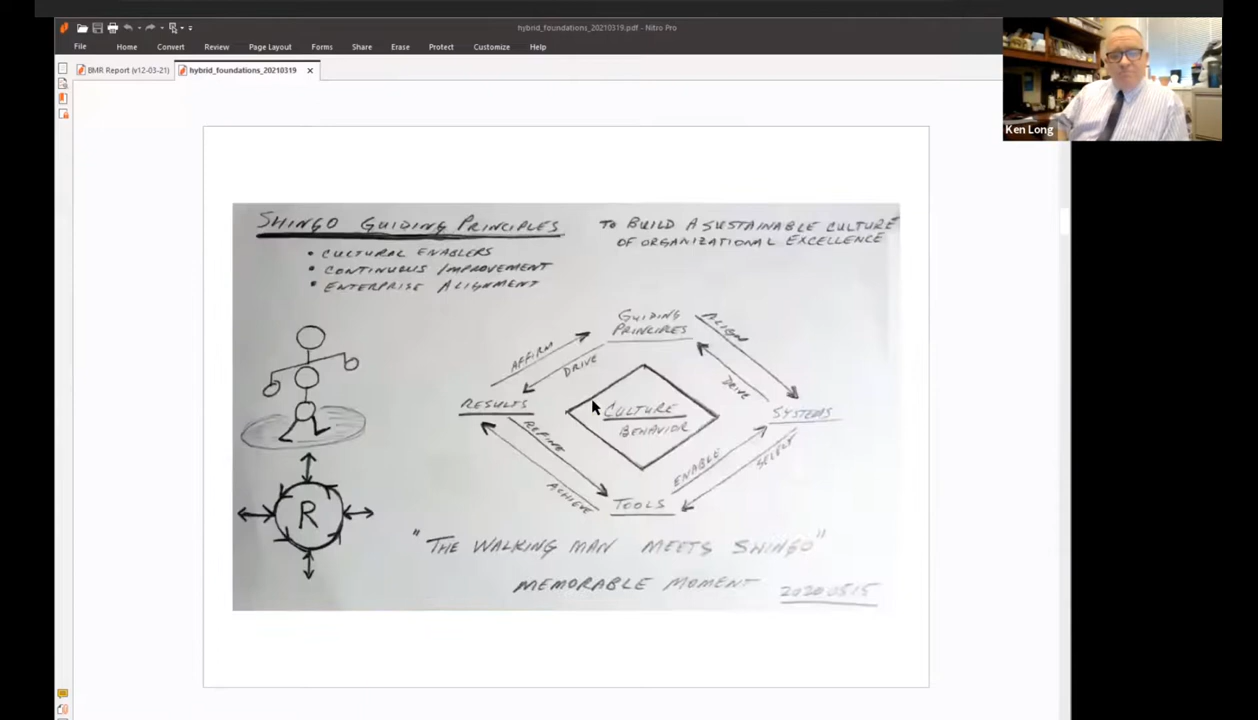 hybrid_foundations_20210319.pdf - Nitro Pro
File Home Convert Review Page Layout Forms Share Erase Protect Customize Help
BMR Report (v12-03-21) hybrid_foundations_20210319
Ken Long
SHINGO GUIDING PRINCIPLES
• CULTURAL ENABLERS
• CONTINUOUS IMPROVEMENT
• ENTERPRISE ALIGNMENT
TO BUILD A SUSTAINABLE CULTURE
OF ORGANIZATIONAL EXCELLENCE
GUIDING
PRINCIPLES
ALIGN
AFFIRM
DRIVE
DRIVE
RESULTS
CULTURE
BEHAVIOR
SYSTEMS
REFINE
ENABLE
SELECT
ACHIEVE
TOOLS
R
"THE WALKING MAN MEETS SHINGO"
MEMORABLE MOMENT
20200515